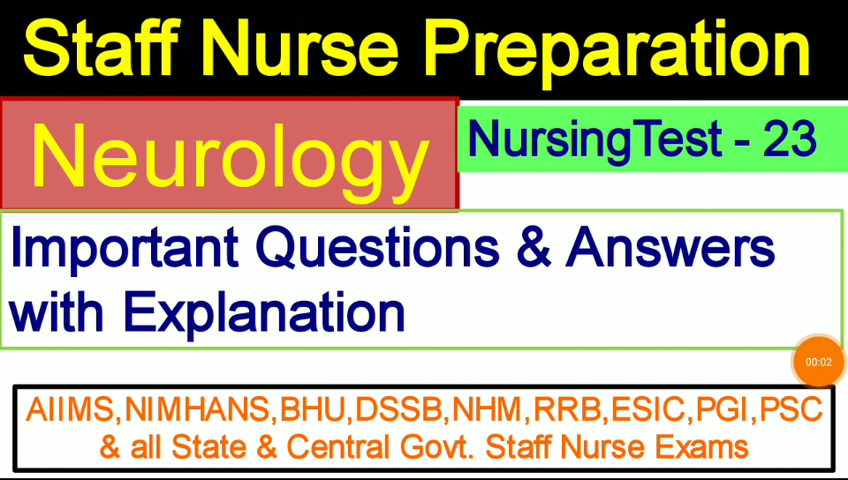 Staff Nurse Preparation
Neurology
NursingTest - 23
Important Questions & Answers
with Explanation
00:02
AIIMS,NIMHANS,BHU,DSSB,NHM,RRB,ESIC,PGI,PSC
& all State & Central Govt. Staff Nurse Exams